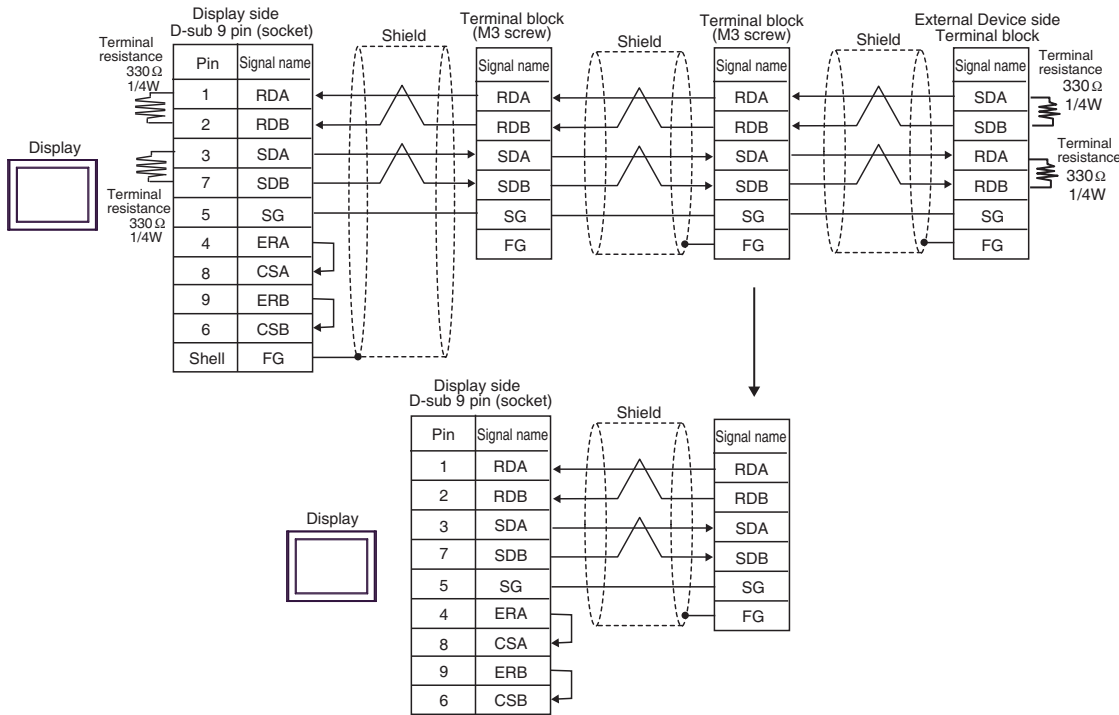 Display side
D-sub 9 pin (socket)
Terminal
resistance
330Ω
1/4W
Pin Signal name
1 RDA
2 RDB
3 SDA
7 SDB
5 SG
4 ERA
8 CSA
9 ERB
6 CSB
Shell FG
Display
Terminal
resistance
330Ω
1/4W
Shield
Terminal block
(M3 screw)
Signal name
RDA
RDB
SDA
SDB
SG
FG
Shield
Terminal block
(M3 screw)
Signal name
RDA
RDB
SDA
SDB
SG
FG
Shield
External Device side
Terminal Block
Signal name
SDA
SDB
RDA
RDB
SG
FG
Terminal
resistance
330Ω
1/4W
Terminal
resistance
330Ω
1/4W
Display side
D-sub 9 pin (socket)
Pin Signal name
1 RDA
2 RDB
3 SDA
7 SDB
5 SG
4 ERA
8 CSA
9 ERB
6 CSB
Display
Shield
Signal name
RDA
RDB
SDA
SDB
SG
FG